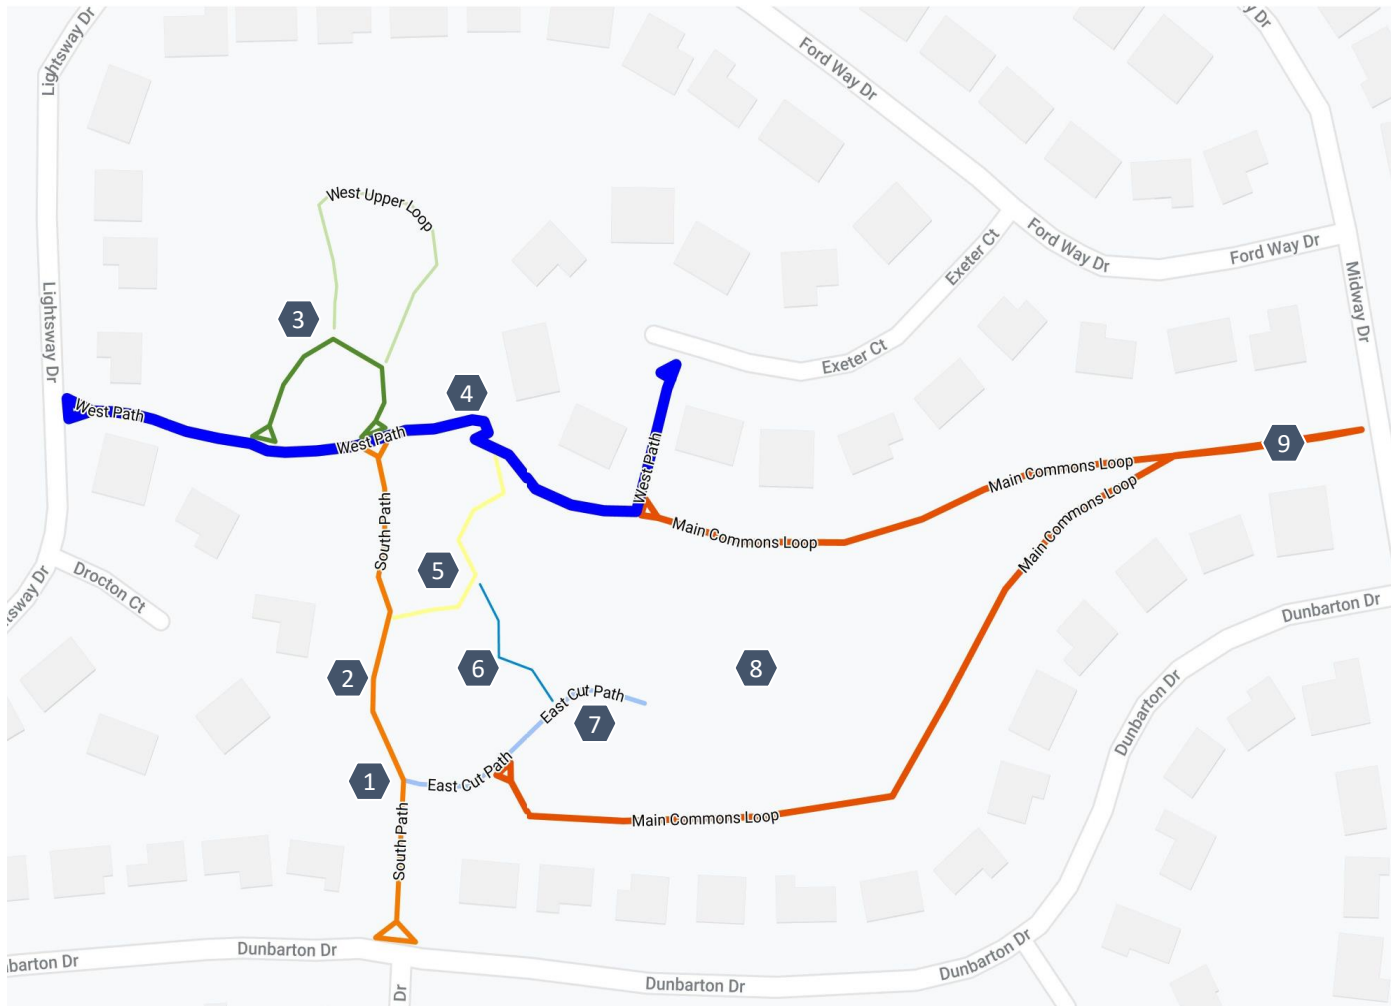 Lightsway Dr
Ford Way Dr
y Dr
West Upper Loop
Exeter Ct
Ford Way Dr
Ford Way Dr
Midway Dr
Lightsway Dr
3
Exeter Ct
4
West Path
West Path
West Path
9
Main Commons Loop
Main Commons Loop
Main Commons Loop
South Path
5
tsway Dr
Drocton Ct
Dunbarton Dr
2
6
8
East Cut Path
7
Dunbarton Dr
1
East Cut Path
South Path
Main Commons Loop
Dunbarton Dr
nbarton Dr
Dunbarton Dr
Dunbarton Dr
Dr